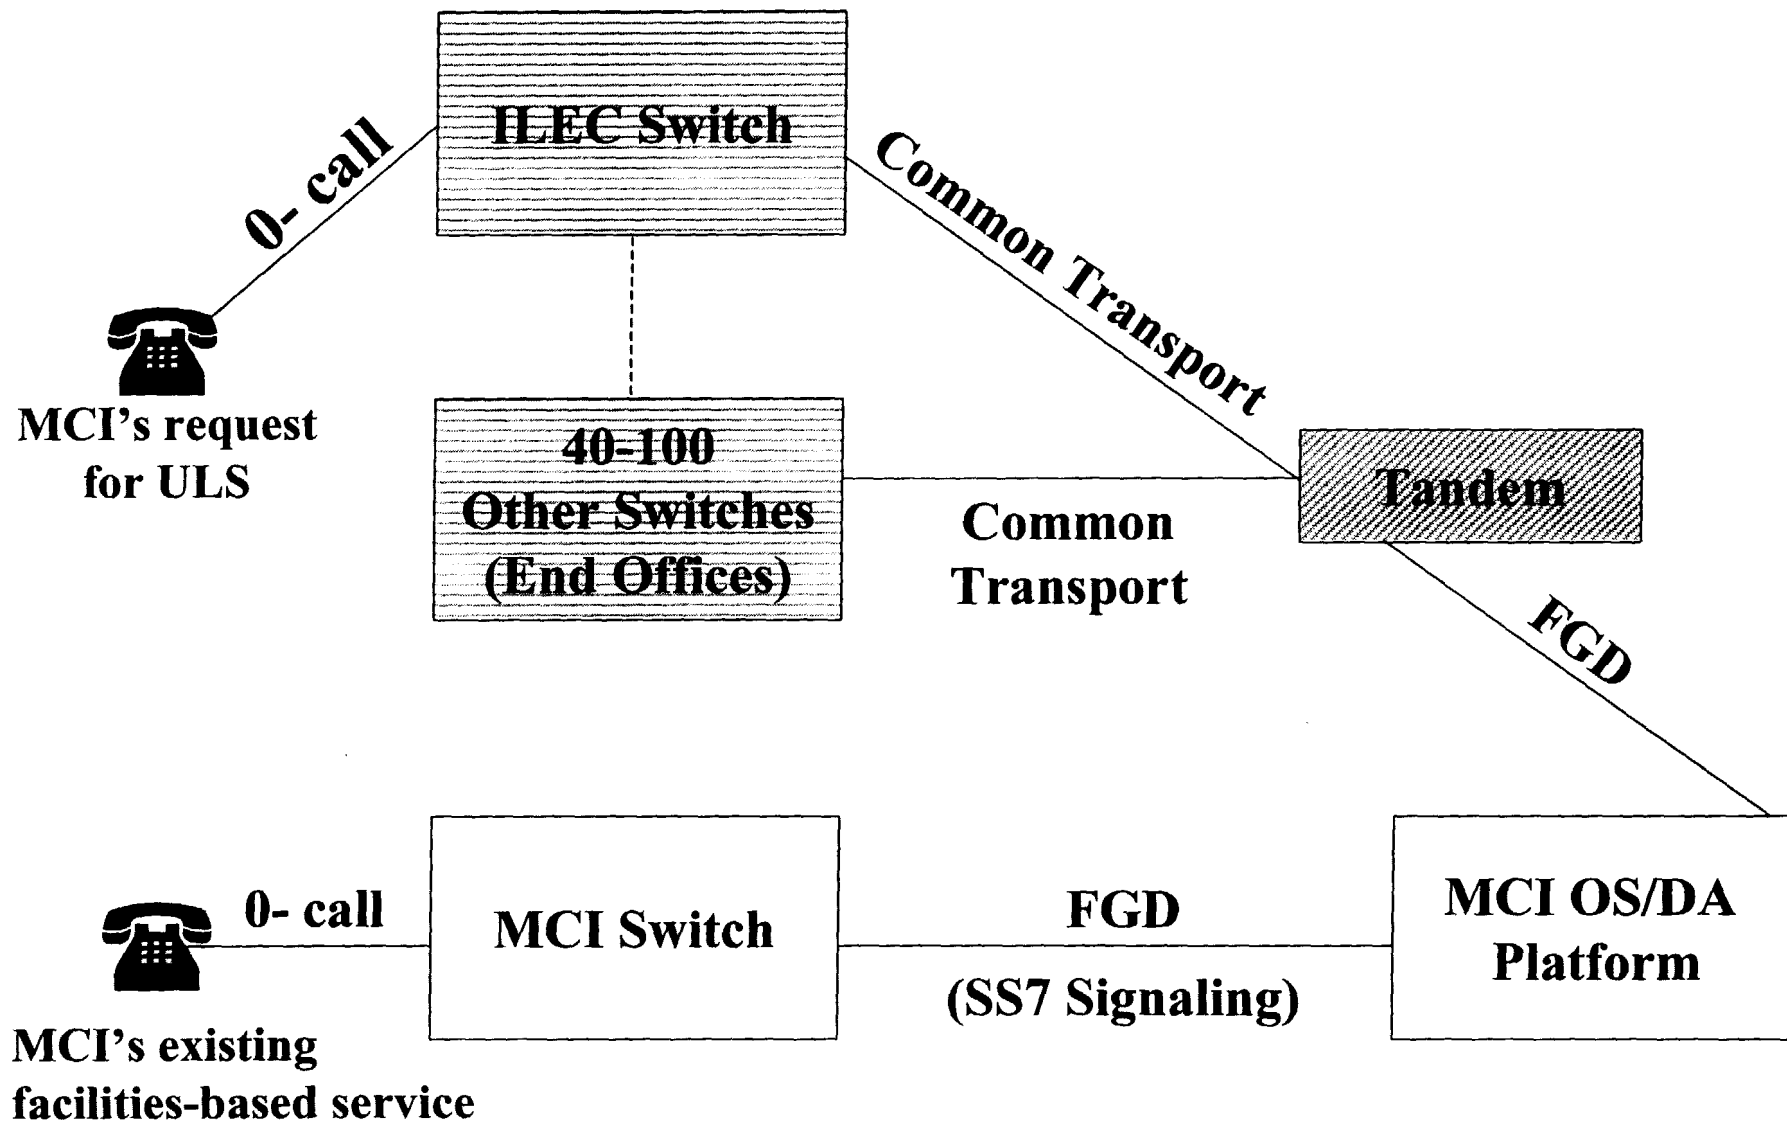 ILEC Switch
0- call
Common Transport
MCI's request
for ULS
40-100
Other Switches
(End Offices)
Common
Transport
Tandem
FGD
0- call
MCI Switch
FGD
(SS7 Signaling)
MCI OS/DA
Platform
MCI's existing
facilities-based service